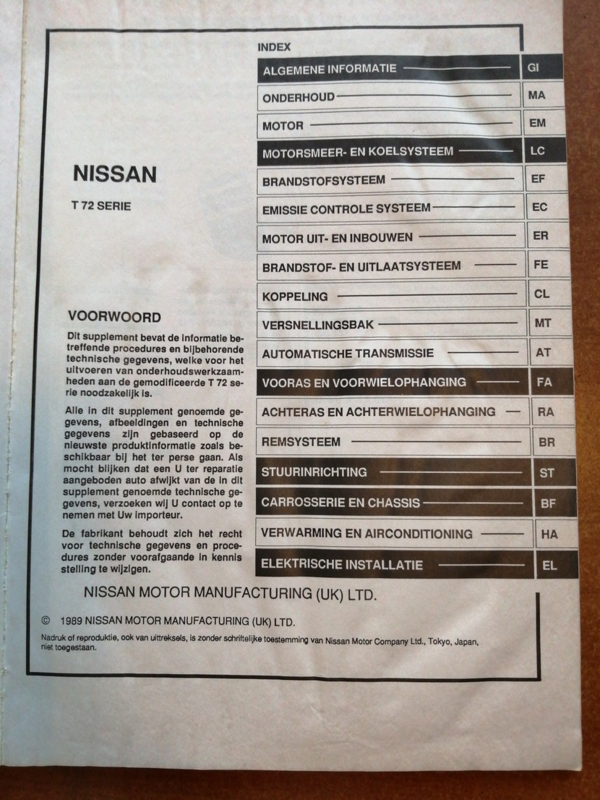 INDEX
ALGEMENE INFORMATIE GI
ONDERHOUD MA
MOTOR EM
MOTORSMEER- EN KOELSYSTEEM LC
BRANDSTOFSYSTEEM EF
EMISSIE CONTROLE SYSTEEM EC
MOTOR UIT- EN INBOUWEN ER
BRANDSTOF- EN UITLAATSYSTEEM FE
KOPPELING CL
VERSNELLINGSBAK MT
AUTOMATISCHE TRANSMISSIE AT
VOORAS EN VOORWIELOPHANGING FA
ACHTERAS EN ACHTERWIELOPHANGING RA
REMSYSTEEM BR
STUURINRICHTING ST
CARROSSERIE EN CHASSIS BF
VERWARMING EN AIRCONDITIONING HA
ELEKTRISCHE INSTALLATIE EL
NISSAN
T 72 SERIE
VOORWOORD
Dit supplement bevat de informatie be-
treffende procedures en bijbehorende
technische gegevens, welke voor het
uitvoeren van onderhoudswerkzaam-
heden aan de gemodificeerde T 72 se-
rie noodzakelijk is.
Alle in dit supplement genoemde ge-
gevens, afbeeldingen en technische
gegevens zijn gebaseerd op de
nieuwste produktinformatie zoals be-
schikbaar bij het ter perse gaan. Als
mocht blijken dat een U ter reparatie
aangeboden auto afwijkt van de in dit
supplement genoemde technische ge-
gevens, verzoeken wij U contact op te
nemen met Uw importeur.
De fabrikant behoudt zich het recht
voor technische gegevens en proce-
dures zonder voorafgaande in kennis
stelling te wijzigen.
NISSAN MOTOR MANUFACTURING (UK) LTD.
© 1989 NISSAN MOTOR MANUFACTURING (UK) LTD.
Nadruk of reproduktie, ook van uittreksels, is zonder schriftelijke toestemming van Nissan Motor Company Ltd., Tokyo, Japan,
niet toegestaan.